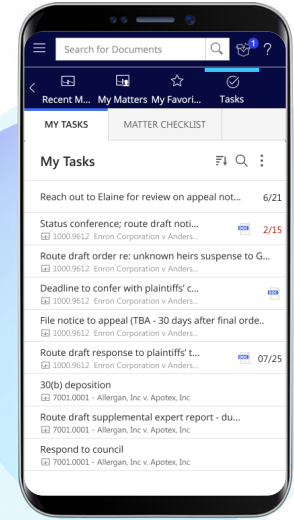 Search for Documents
1
?
Recent M... My Matters My Favori... Tasks
MY TASKS MATTER CHECKLIST
My Tasks
Reach out to Elaine for review on appeal not... 6/21
Status conference; route draft noti... DOC 2/15
1000.9612 Enron Corporation v Anders...
Route draft order re: unknown heirs suspense to G...
1000.9612 Enron Corporation v Anders...
Deadline to confer with plaintiffs' c... DOC
1000.9612 Enron Corporation v Anders...
File notice to appeal (TBA - 30 days after final orde..
1000.9612 Enron Corporation v Anders...
Route draft response to plaintiffs' t... DOC 07/25
1000.9612 Enron Corporation v Anders...
30(b) deposition
7001.0001 - Allergan, Inc v. Apotex, Inc
Route draft supplemental expert report - du...
7001.0001 - Allergan, Inc v. Apotex, Inc
Respond to council
7001.0001 - Allergan, Inc v. Apotex, Inc